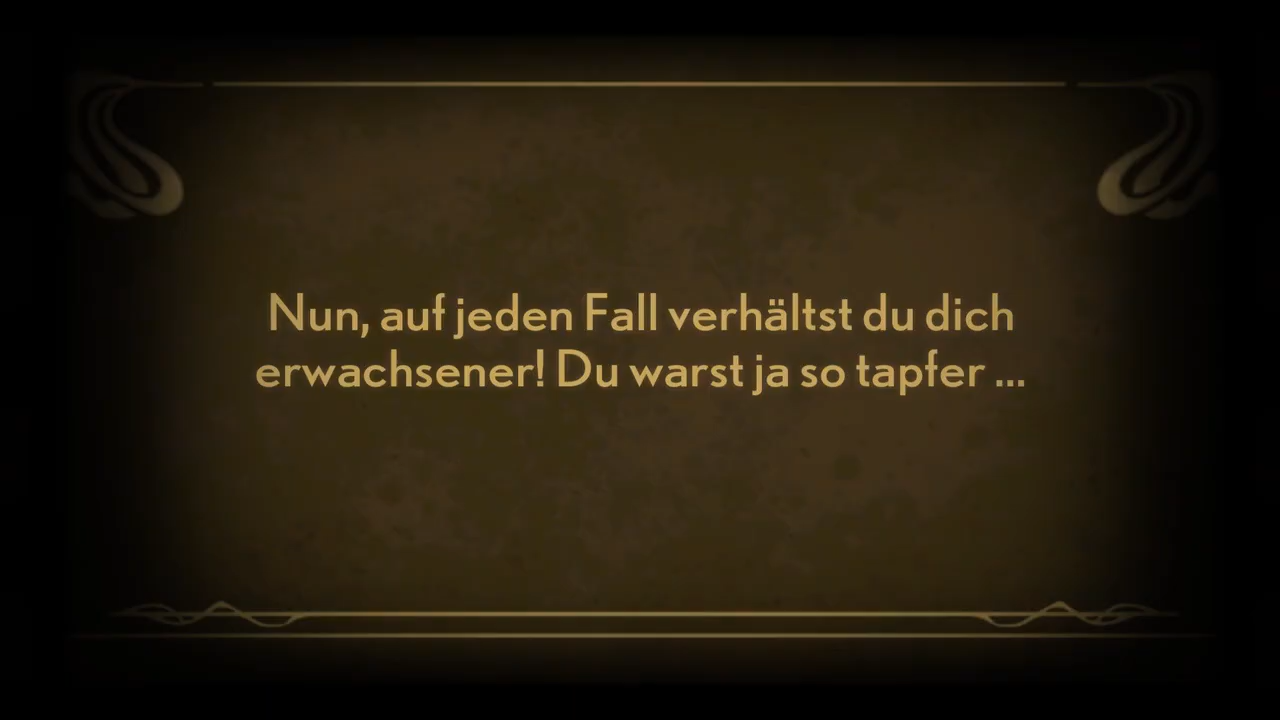 Nun, auf jeden Fall verhältst du dich
erwachsener! Du warst ja so tapfer ...